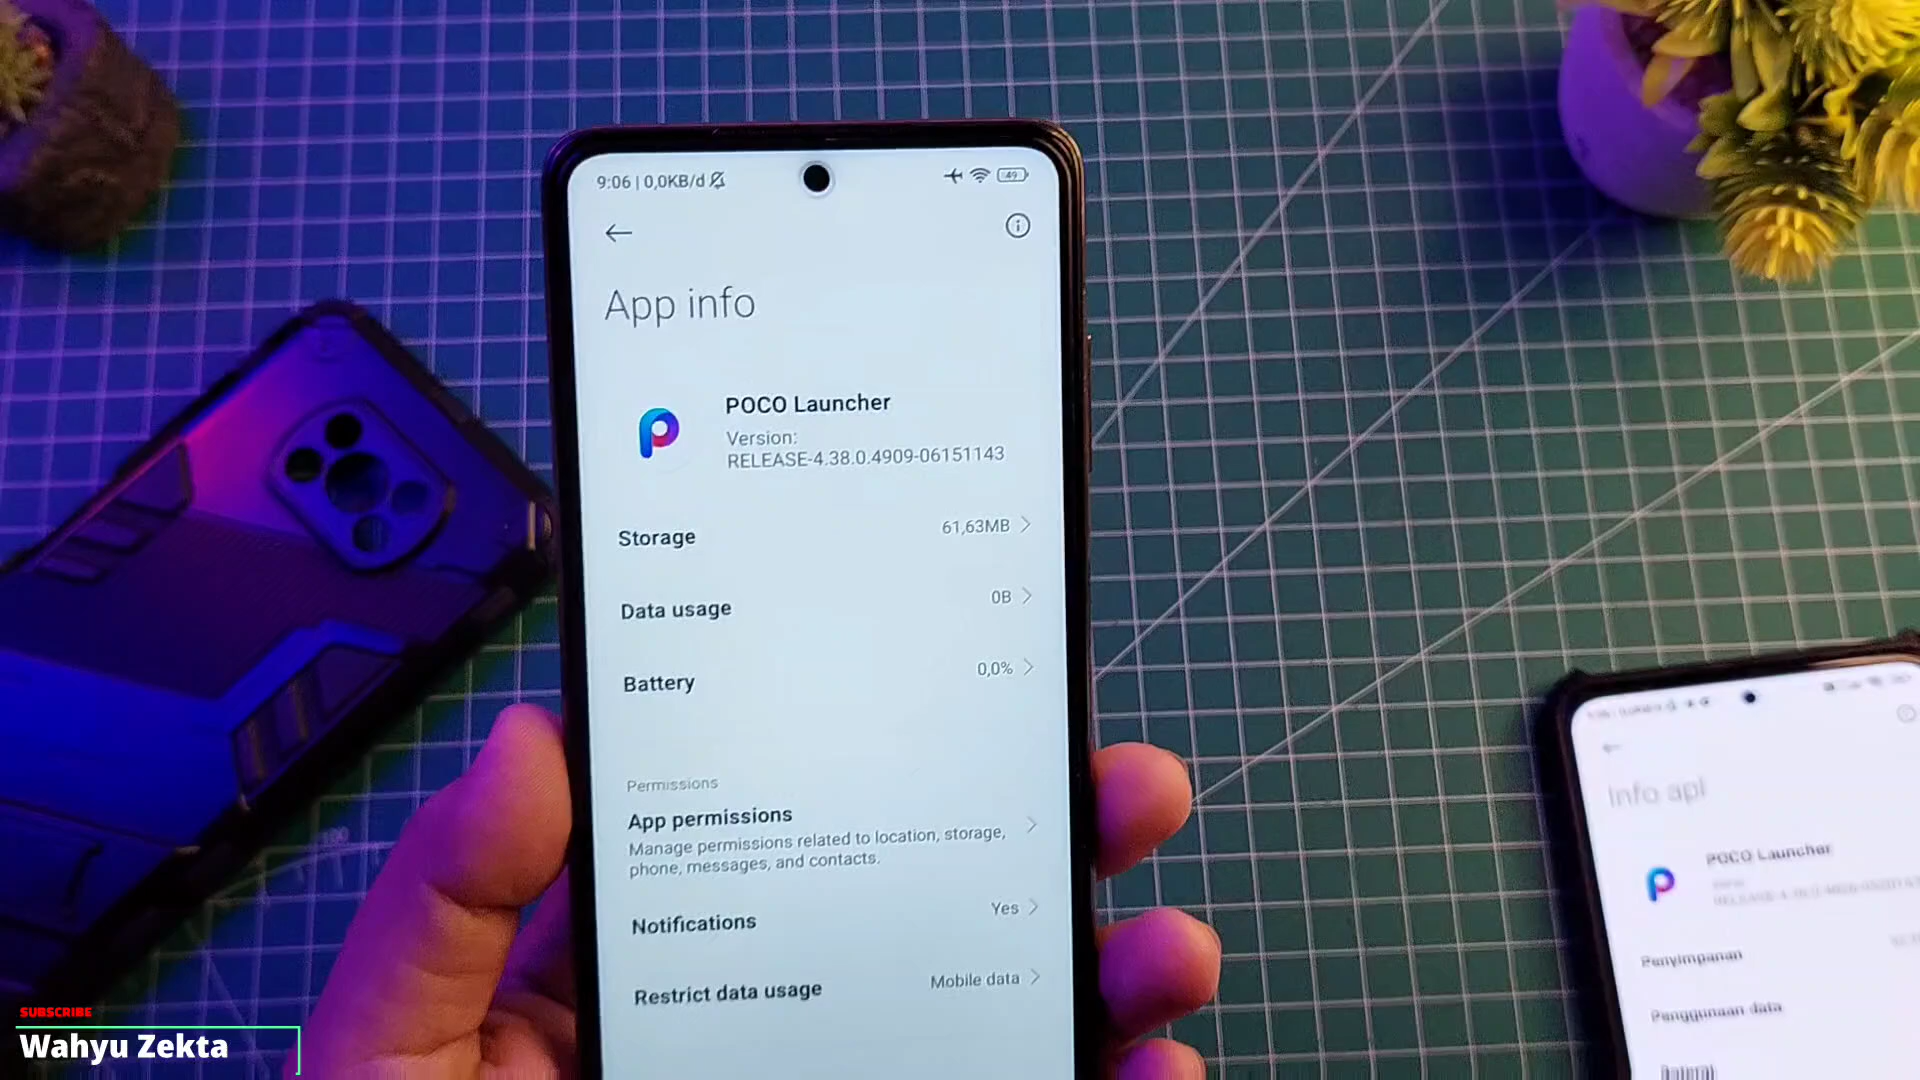 9:06 | 0,0KB/d
49
App info
POCO Launcher
Version:
RELEASE-4.38.0.4909-06151143
Storage
61,63MB
Data usage
0B
Battery
0,0%
Permissions
App permissions
Manage permissions related to location, storage,
phone, messages, and contacts.
Notifications
Yes
Restrict data usage
Mobile data
Info apl
POCO Launcher
Penyimpanan
Penggunaan data
SUBSCRIBE
Wahyu Zekta